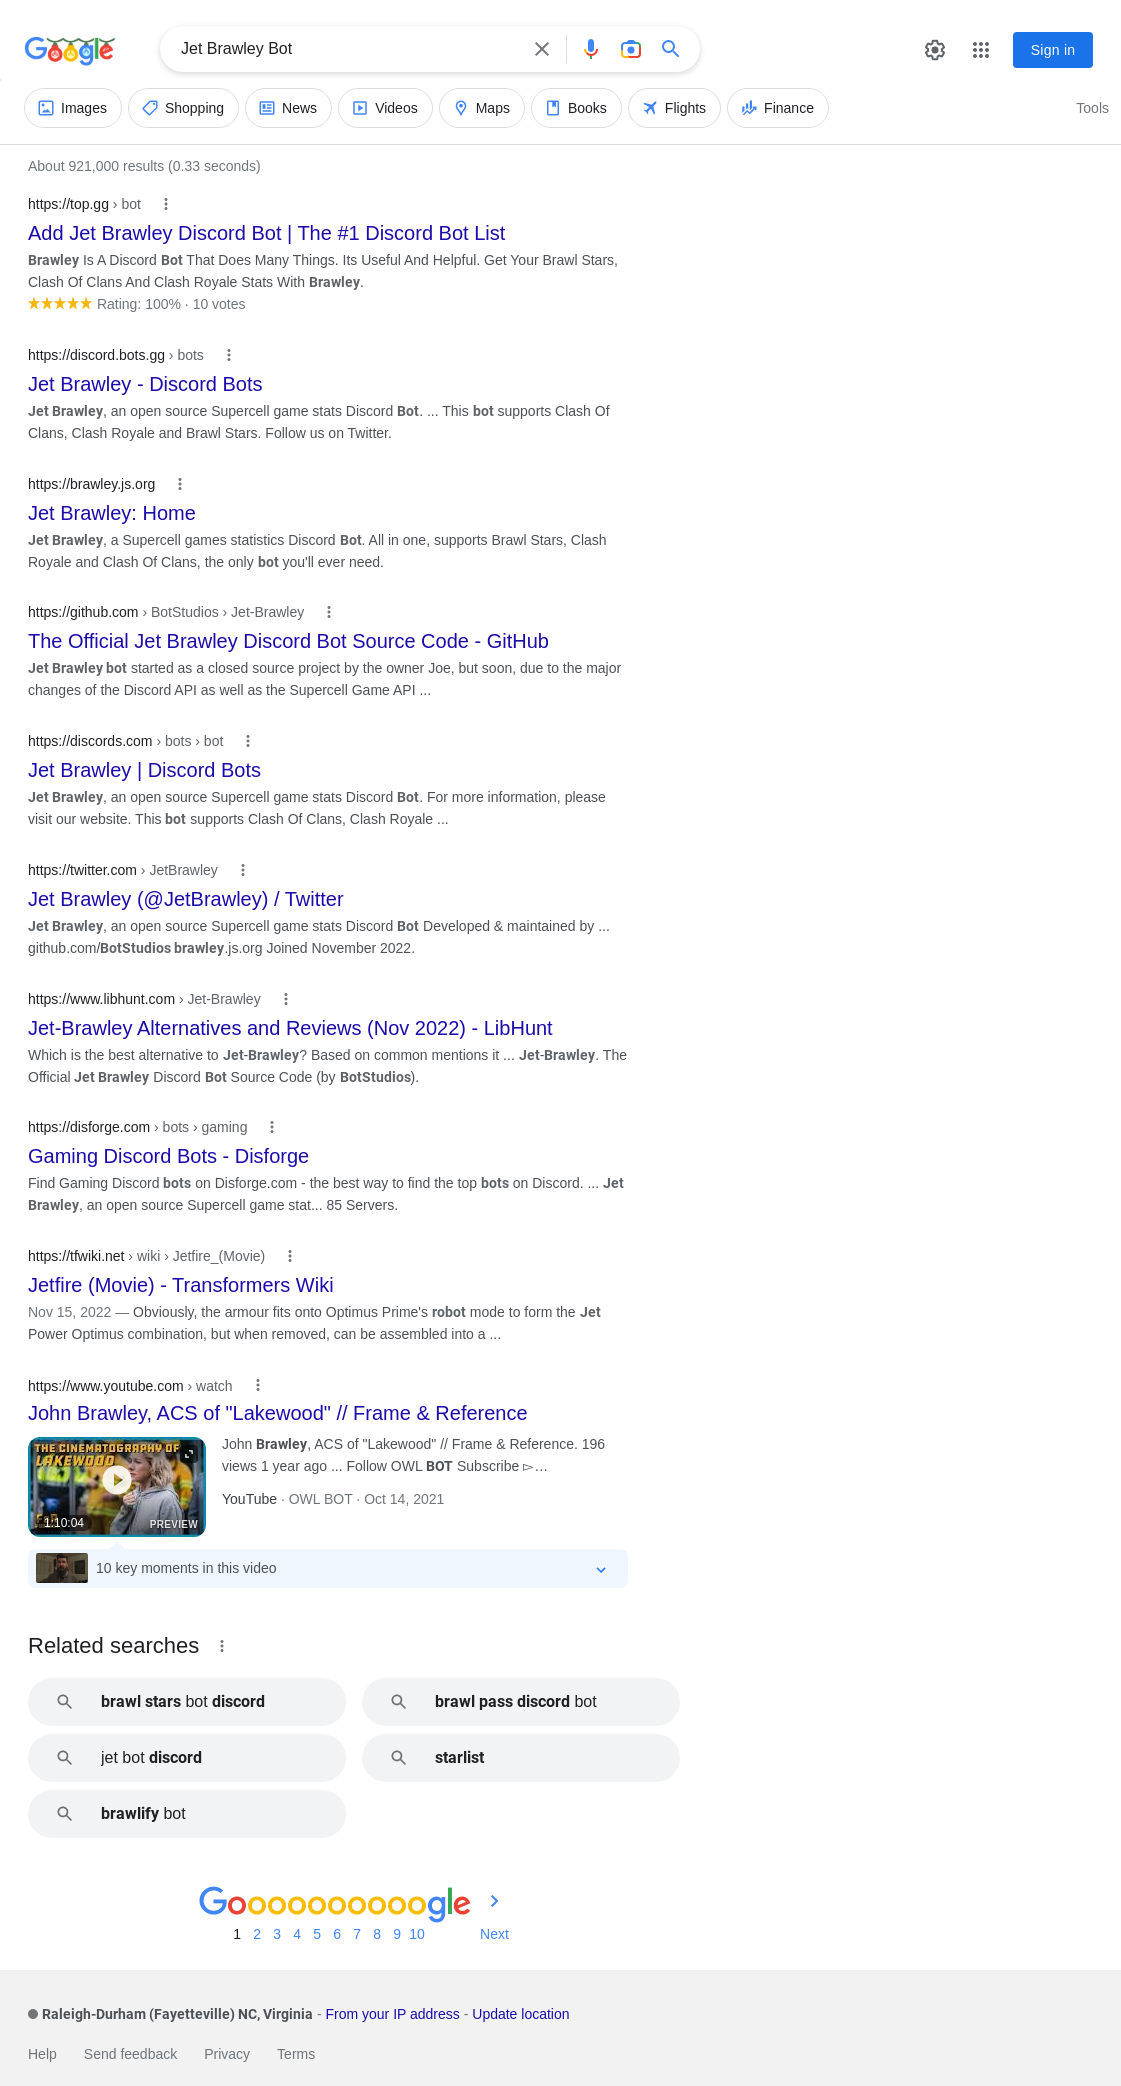 Google
Jet Brawley Bot
Sign in
Images
Shopping
News
Videos
Maps
Books
Flights
Finance
Tools
About 921,000 results (0.33 seconds)
https://top.gg › bot
Add Jet Brawley Discord Bot | The #1 Discord Bot List
Brawley Is A Discord Bot That Does Many Things. Its Useful And Helpful. Get Your Brawl Stars,
Clash Of Clans And Clash Royale Stats With Brawley.
Rating: 100% · 10 votes
https://discord.bots.gg › bots
Jet Brawley - Discord Bots
Jet Brawley, an open source Supercell game stats Discord Bot. ... This bot supports Clash Of
Clans, Clash Royale and Brawl Stars. Follow us on Twitter.
https://brawley.js.org
Jet Brawley: Home
Jet Brawley, a Supercell games statistics Discord Bot. All in one, supports Brawl Stars, Clash
Royale and Clash Of Clans, the only bot you'll ever need.
https://github.com › BotStudios › Jet-Brawley
The Official Jet Brawley Discord Bot Source Code - GitHub
Jet Brawley bot started as a closed source project by the owner Joe, but soon, due to the major
changes of the Discord API as well as the Supercell Game API ...
https://discords.com › bots › bot
Jet Brawley | Discord Bots
Jet Brawley, an open source Supercell game stats Discord Bot. For more information, please
visit our website. This bot supports Clash Of Clans, Clash Royale ...
https://twitter.com › JetBrawley
Jet Brawley (@JetBrawley) / Twitter
Jet Brawley, an open source Supercell game stats Discord Bot Developed & maintained by ...
github.com/BotStudios brawley.js.org Joined November 2022.
https://www.libhunt.com › Jet-Brawley
Jet-Brawley Alternatives and Reviews (Nov 2022) - LibHunt
Which is the best alternative to Jet-Brawley? Based on common mentions it ... Jet-Brawley. The
Official Jet Brawley Discord Bot Source Code (by BotStudios).
https://disforge.com › bots › gaming
Gaming Discord Bots - Disforge
Find Gaming Discord bots on Disforge.com - the best way to find the top bots on Discord. ... Jet
Brawley, an open source Supercell game stat... 85 Servers.
https://tfwiki.net › wiki › Jetfire_(Movie)
Jetfire (Movie) - Transformers Wiki
Nov 15, 2022 — Obviously, the armour fits onto Optimus Prime's robot mode to form the Jet
Power Optimus combination, but when removed, can be assembled into a ...
https://www.youtube.com › watch
John Brawley, ACS of "Lakewood" // Frame & Reference
THE CINEMATOGRAPHY OF
LAKEWOOD
1:10:04
PREVIEW
John Brawley, ACS of "Lakewood" // Frame & Reference. 196
views 1 year ago ... Follow OWL BOT Subscribe ▻…
YouTube · OWL BOT · Oct 14, 2021
10 key moments in this video
Related searches
brawl stars bot discord
brawl pass discord bot
jet bot discord
starlist
brawlify bot
Goooooooooogle
1 2 3 4 5 6 7 8 9 10 Next
Raleigh-Durham (Fayetteville) NC, Virginia - From your IP address - Update location
Help Send feedback Privacy Terms